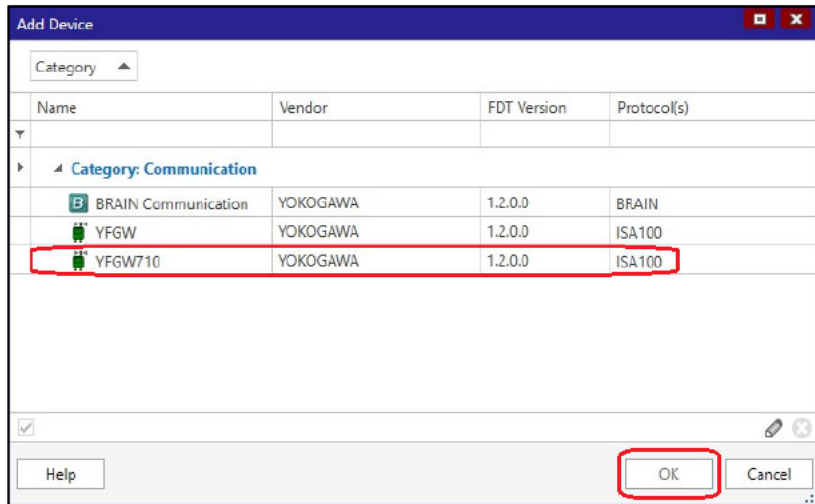 Add Device
Category
Name Vendor FDT Version Protocol(s)
Category: Communication
BRAIN Communication YOKOGAWA 1.2.0.0 BRAIN
YFGW YOKOGAWA 1.2.0.0 ISA100
YFGW710 YOKOGAWA 1.2.0.0 ISA100
Help OK Cancel